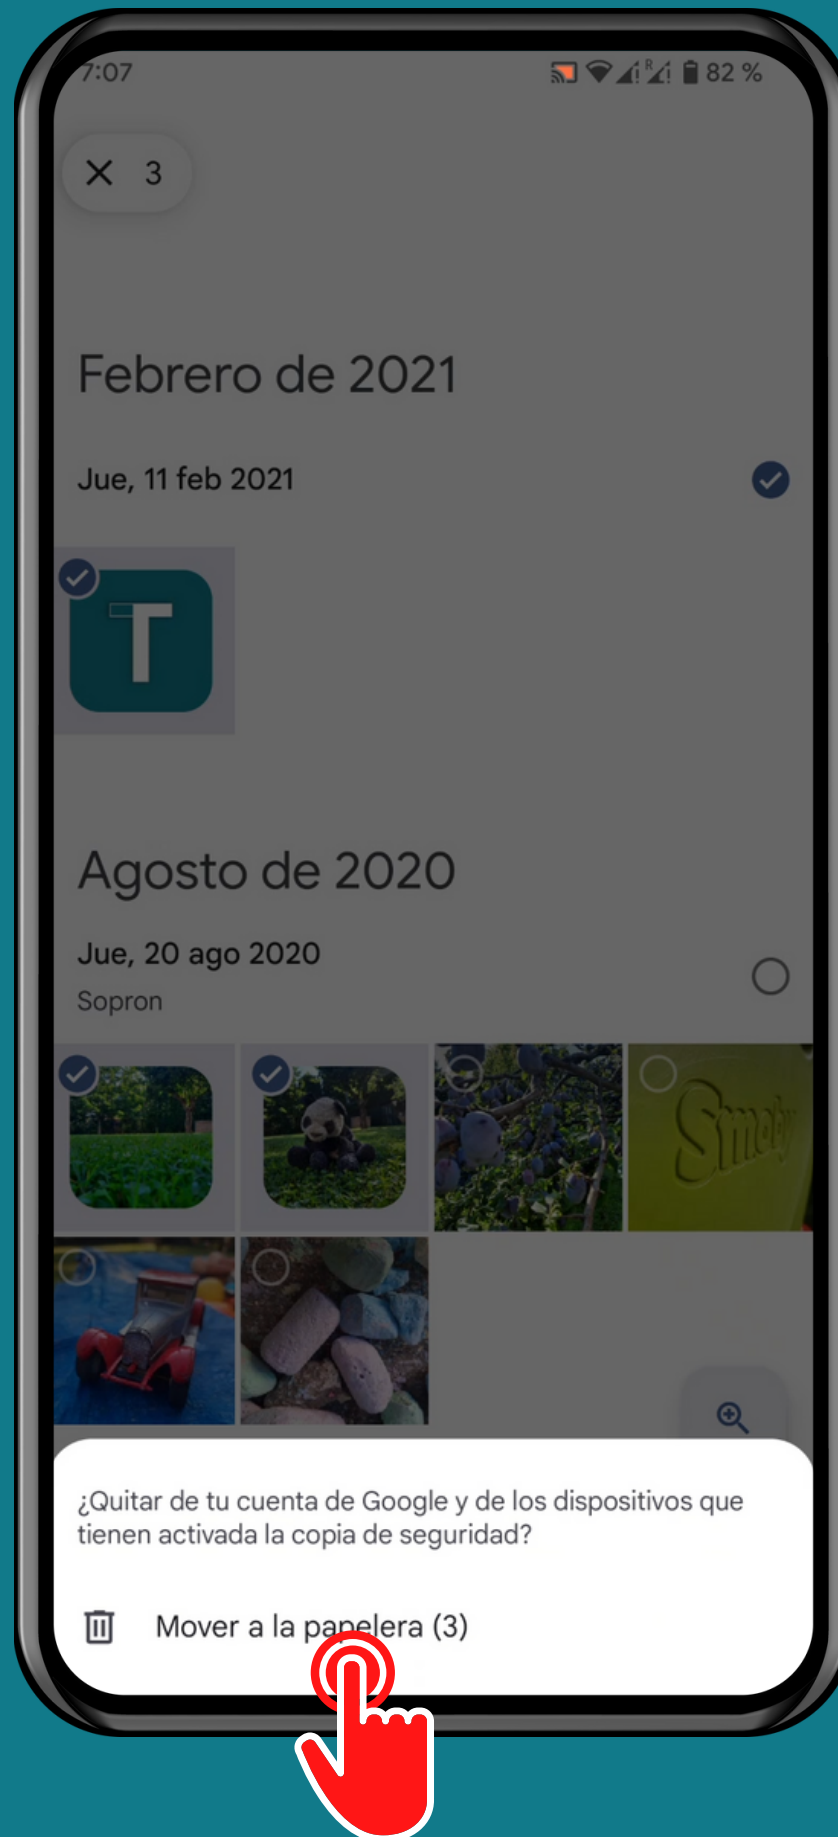 7:07
R
82 %
3
Febrero de 2021
Jue, 11 feb 2021
T
Agosto de 2020
Jue, 20 ago 2020
Sopron
Smoby
¿Quitar de tu cuenta de Google y de los dispositivos que
tienen activada la copia de seguridad?
Mover a la papelera (3)